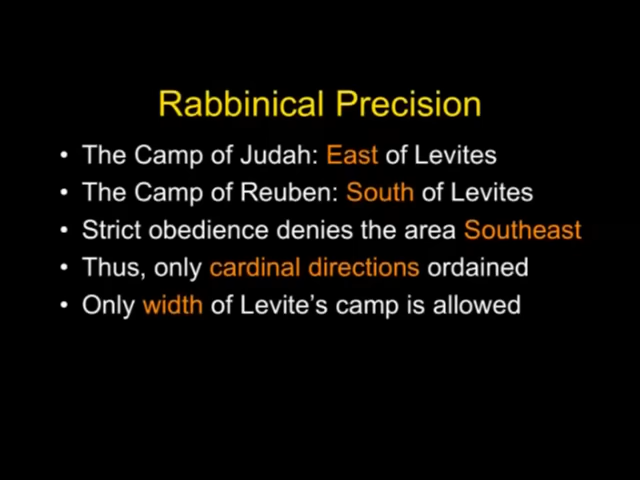 Rabbinical Precision
• The Camp of Judah: East of Levites
• The Camp of Reuben: South of Levites
• Strict obedience denies the area Southeast
• Thus, only cardinal directions ordained
• Only width of Levite's camp is allowed